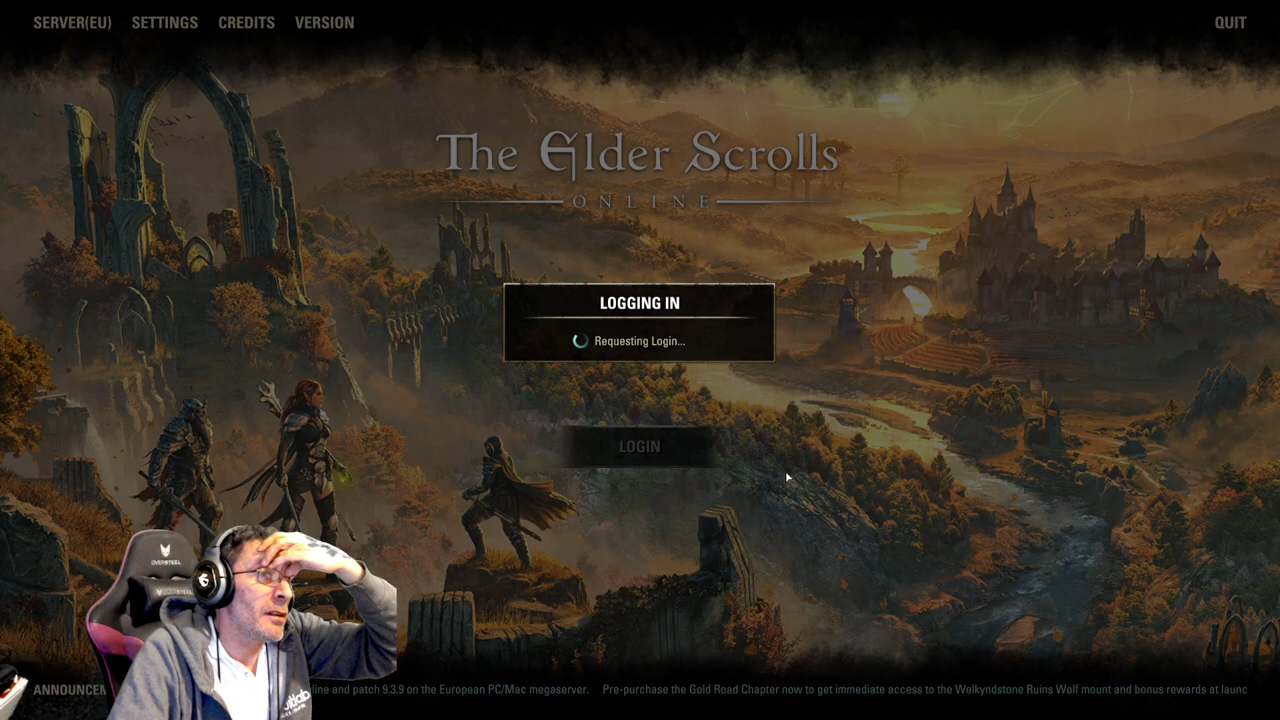 SERVER(EU) SETTINGS CREDITS VERSION QUIT
The Elder Scrolls
ONLINE
LOGGING IN
Requesting Login...
LOGIN
OVERSTEEL
line and patch 9.3.9 on the European PC/Mac megaserver. Pre-purchase the Gold Road Chapter now to get immediate access to the Welkyndstone Ruins Wolf mount and bonus rewards at launc